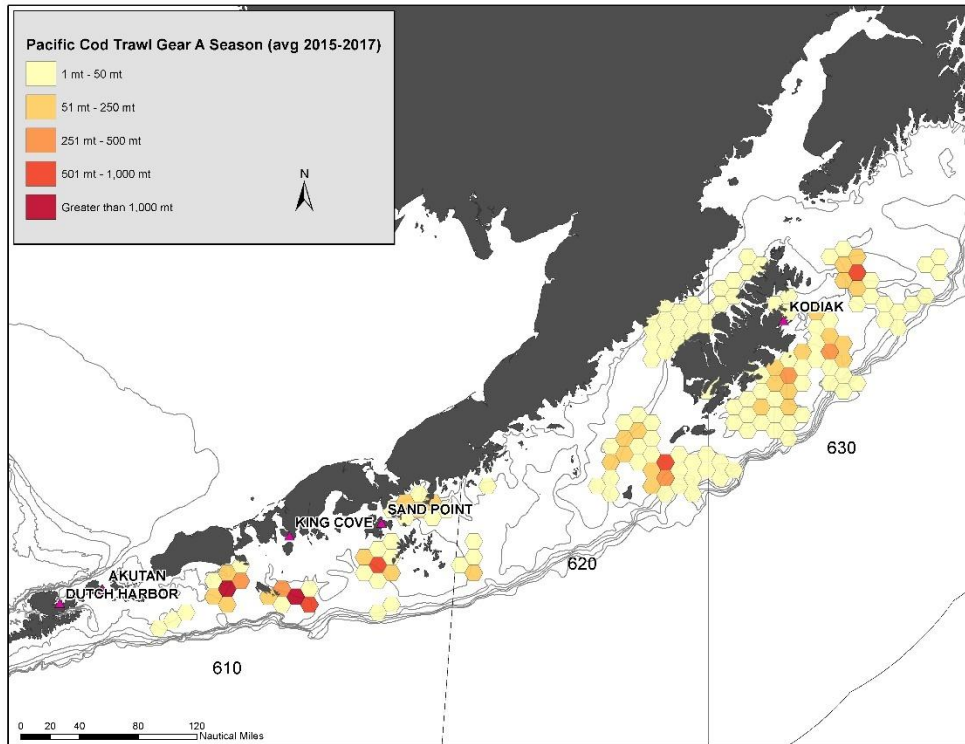 Pacific Cod Trawl Gear A Season (avg 2015-2017)
1 mt - 50 mt
51 mt - 250 mt
251 mt - 500 mt
501 mt - 1,000 mt
Greater than 1,000 mt
N
KODIAK
630
SAND POINT
KING COVE
620
AKUTAN
DUTCH HARBOR
610
0 20 40 80 120
Nautical Miles